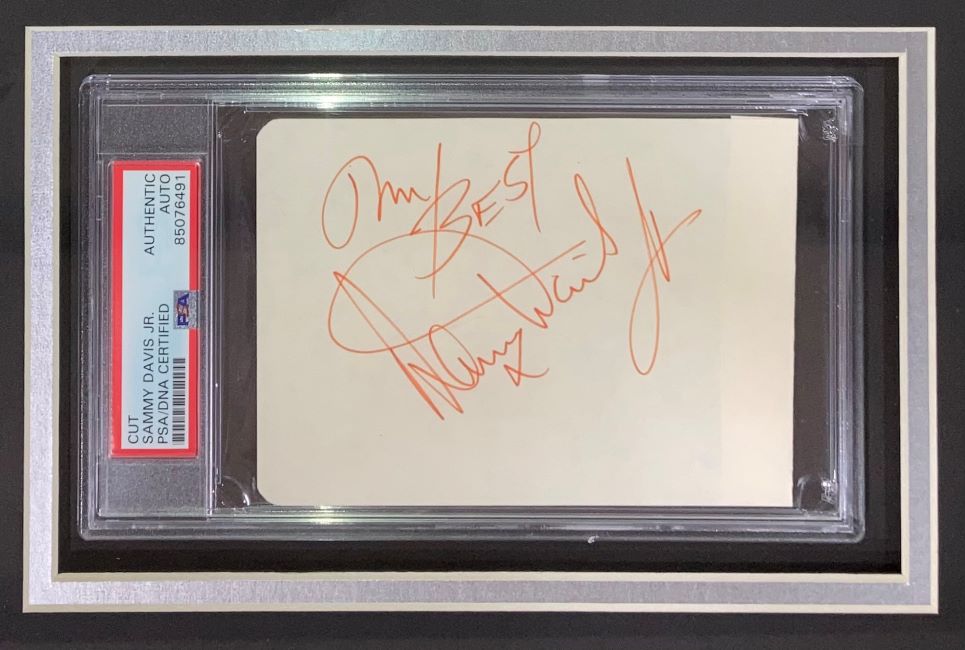 My BEST
Sammy Davis Jr
CUT
SAMMY DAVIS JR.
PSA/DNA CERTIFIED
AUTHENTIC
AUTO
85076491
PSA